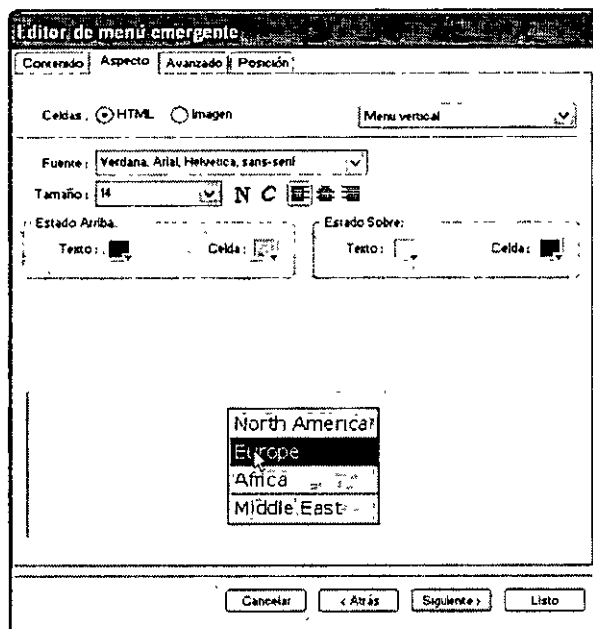 Editor de menú emergente
Contenido Aspecto Avanzado Posición
Celdas: HTML Imagen Menu vertical
Fuente: Verdana, Arial, Helvetica, sans-serif
Tamaño: 14 N C
Estado Arriba: Estado Sobre:
Texto: Celda: Texto: Celda:
North America
Europe
Africa
Middle East
Cancelar < Atrás Siguiente > Listo